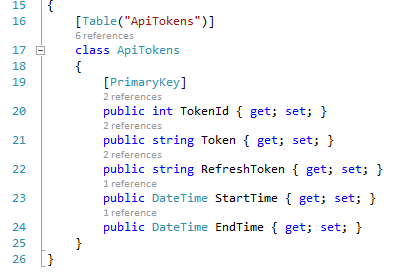 15 {
16 [Table("ApiTokens")]
6 references
17 class ApiTokens
18 {
19 [PrimaryKey]
2 references
20 public int TokenId { get; set; }
2 references
21 public string Token { get; set; }
2 references
22 public string RefreshToken { get; set; }
1 reference
23 public DateTime StartTime { get; set; }
1 reference
24 public DateTime EndTime { get; set; }
25 }
26 }